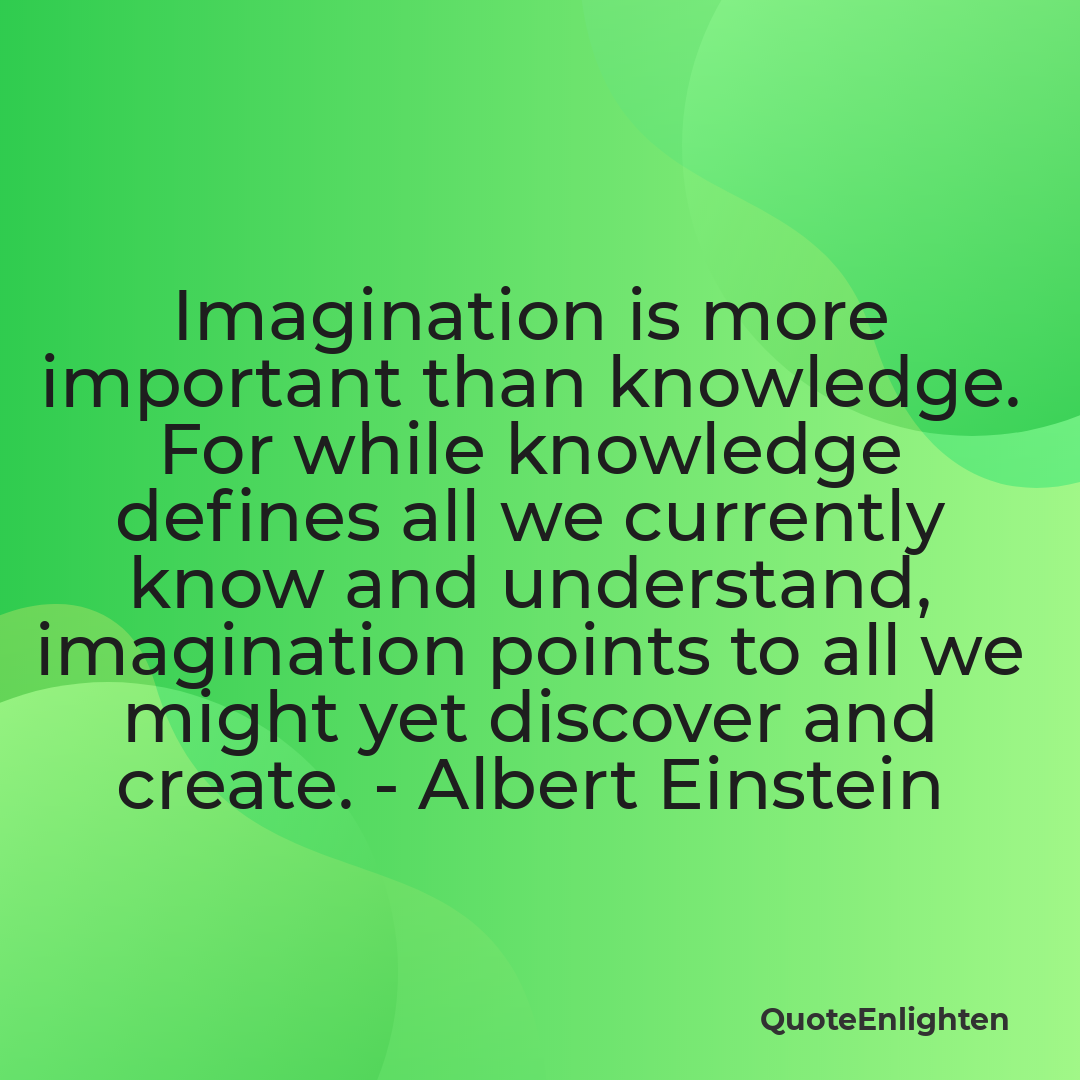 Imagination is more
important than knowledge.
For while knowledge
defines all we currently
know and understand,
imagination points to all we
might yet discover and
create. - Albert Einstein
QuoteEnlighten